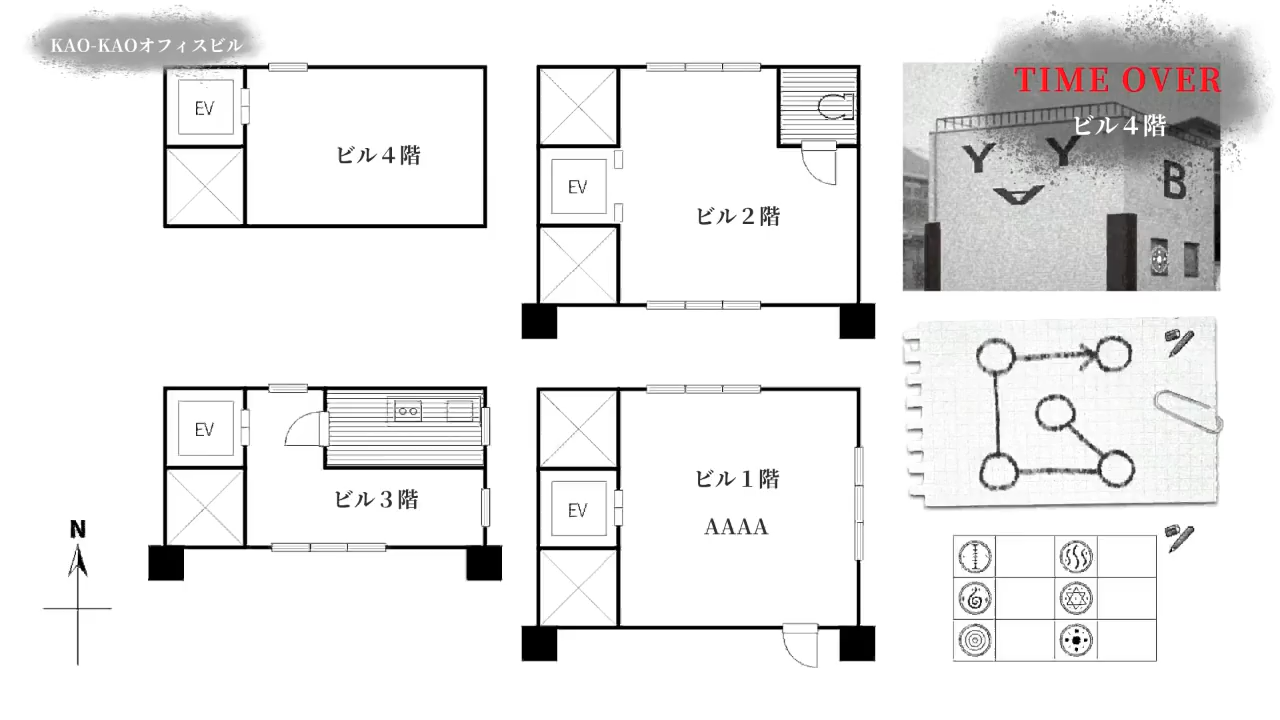 KAO-KAOオフィスビル
EV
ビル４階
EV
ビル２階
TIME OVER
ビル４階
Y Y B
EV
ビル３階
EV
ビル１階
AAAA
N